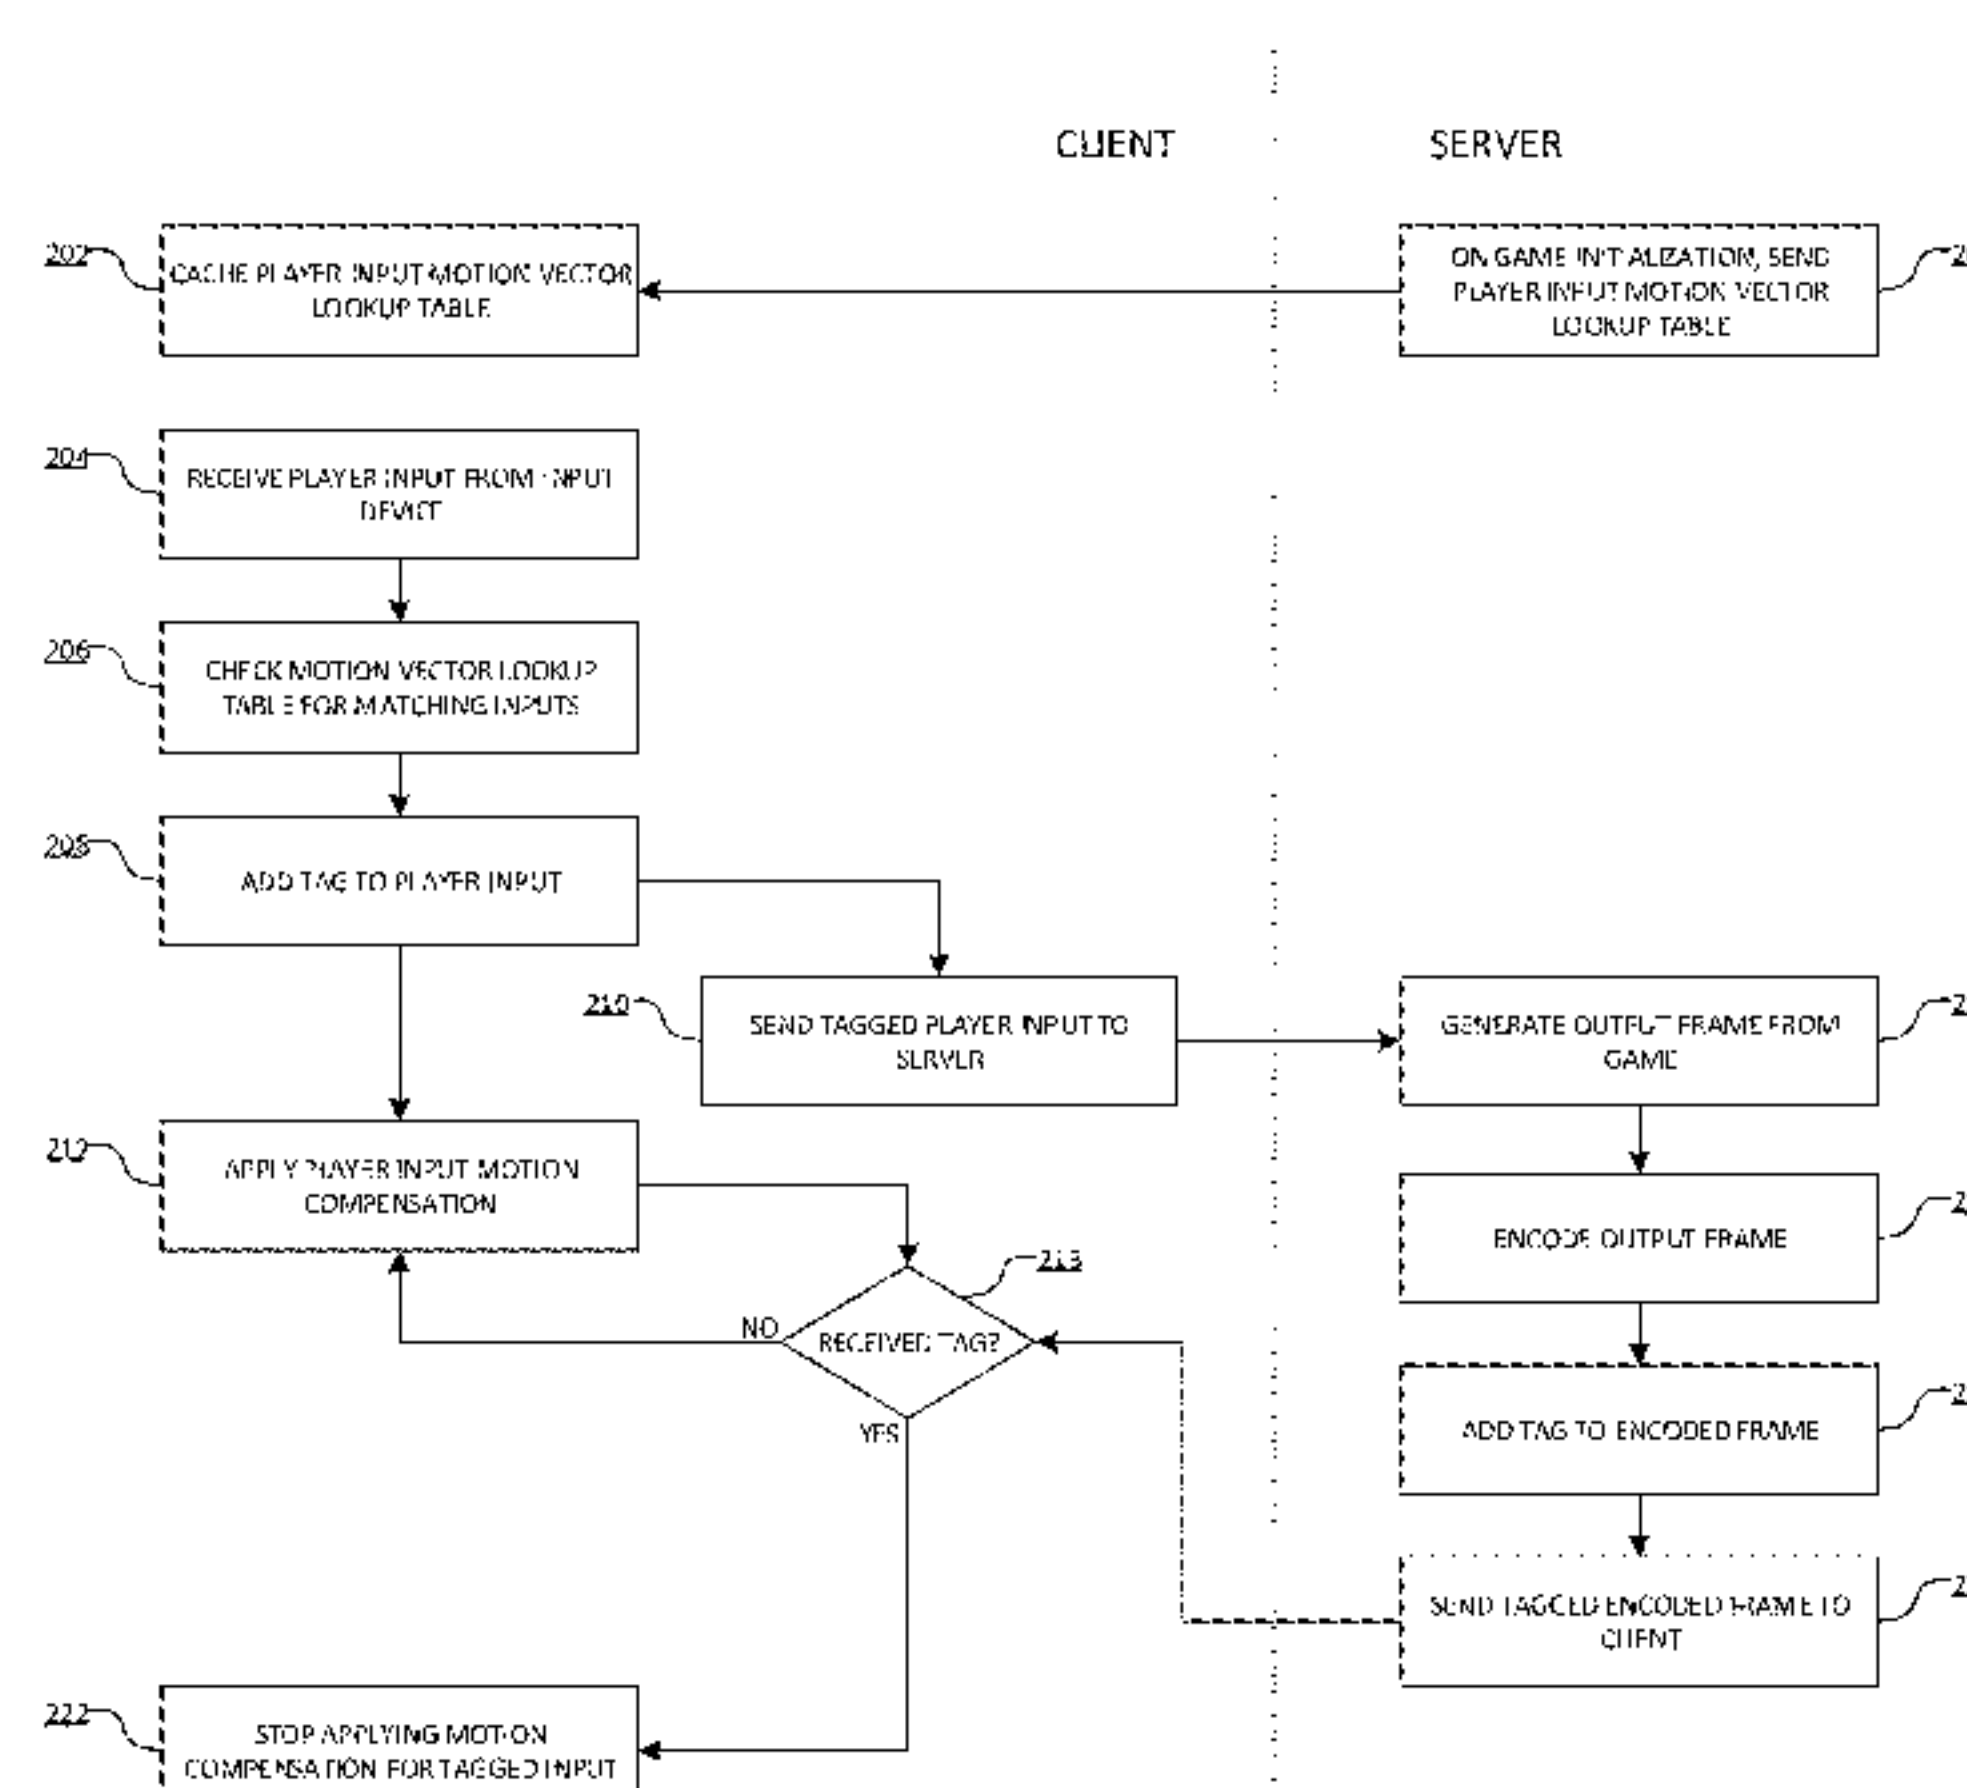 CLIENT
SERVER
202
CACHE PLAYER INPUT MOTION VECTOR
LOOKUP TABLE
ON GAME INITIALIZATION, SEND
PLAYER INPUT MOTION VECTOR
LOOKUP TABLE
204
RECEIVE PLAYER INPUT FROM INPUT
DEVICE
206
CHECK MOTION VECTOR LOOKUP
TABLE FOR MATCHING INPUTS
208
ADD TAG TO PLAYER INPUT
210
SEND TAGGED PLAYER INPUT TO
SERVER
GENERATE OUTPUT FRAME FROM
GAME
212
APPLY PLAYER INPUT MOTION
COMPENSATION
ENCODE OUTPUT FRAME
NO
RECEIVED TAG?
YES
ADD TAG TO ENCODED FRAME
SEND TAGGED ENCODED FRAME TO
CLIENT
222
STOP APPLYING MOTION
COMPENSATION FOR TAGGED INPUT